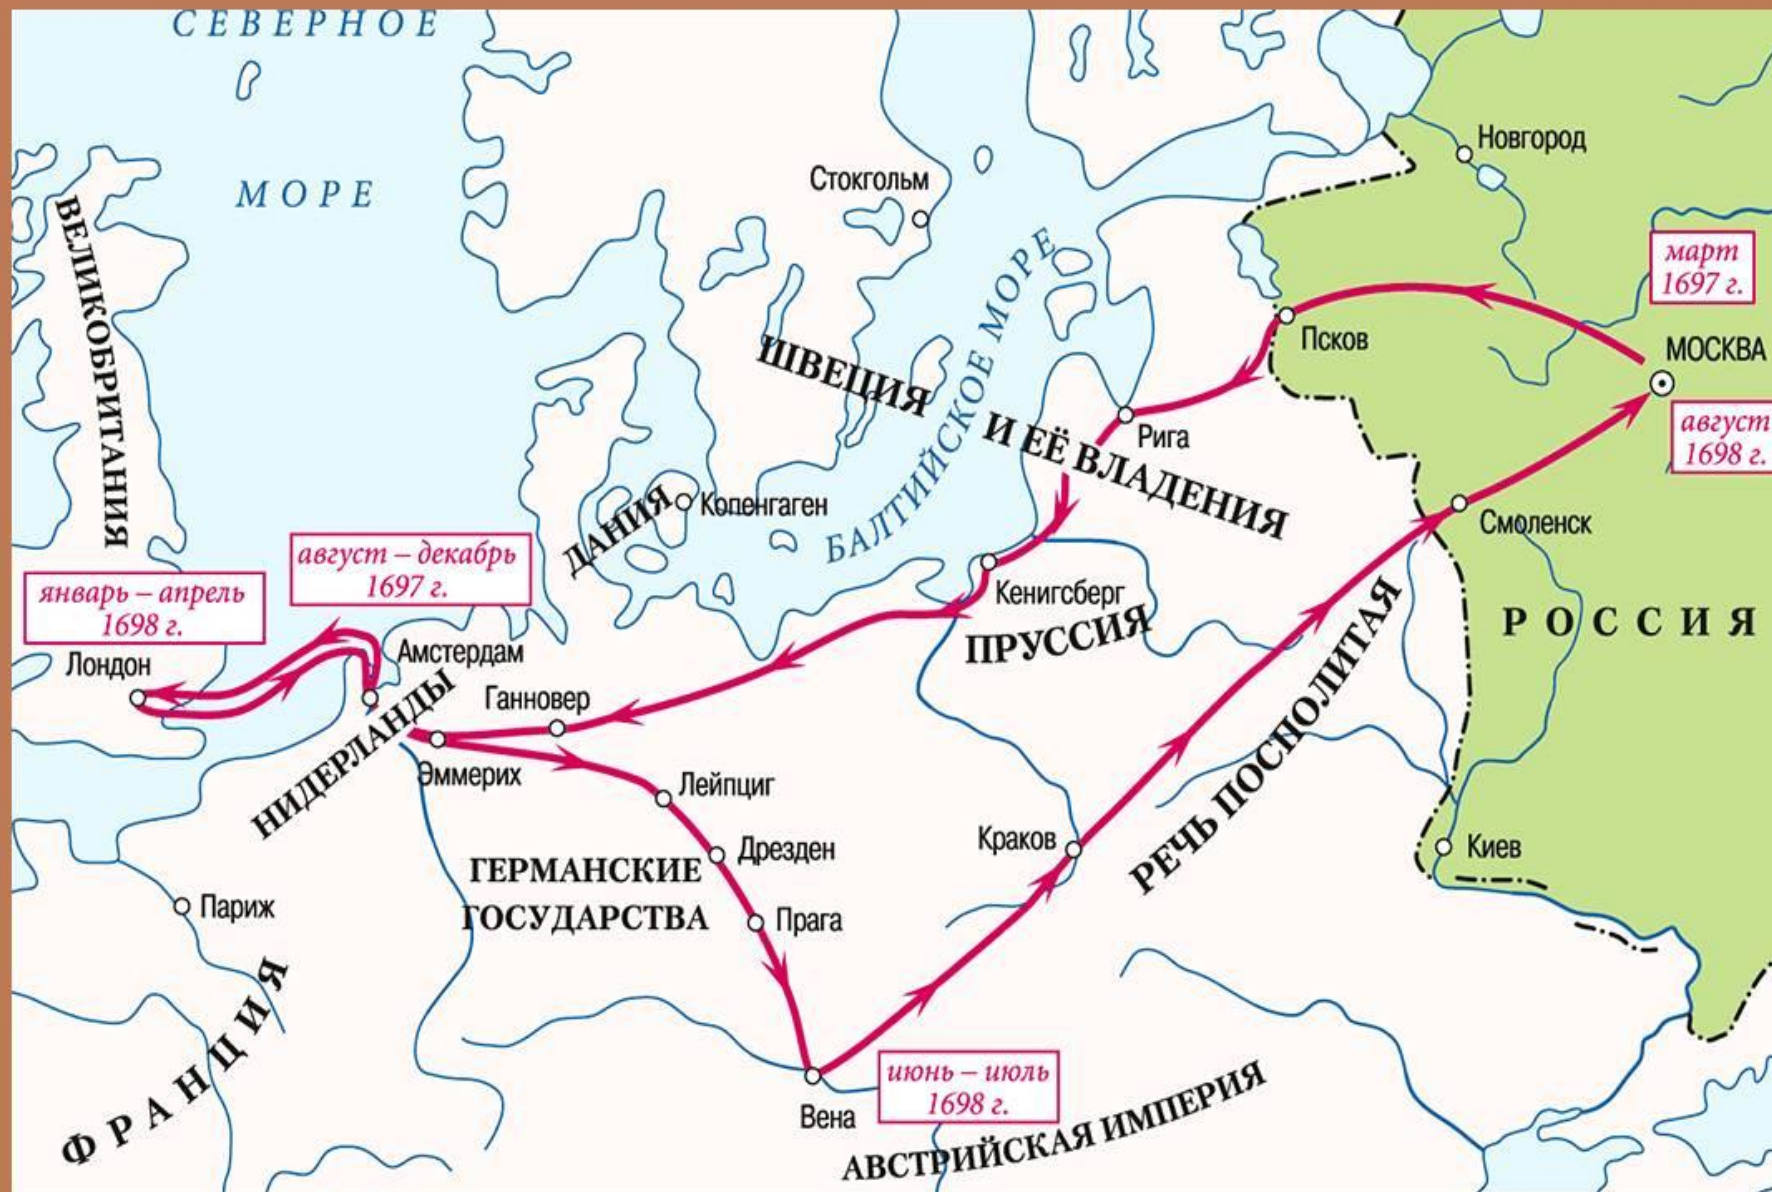 СЕВЕРНОЕ
МОРЕ
ВЕЛИКОБРИТАНИЯ
Стокгольм
Новгород
БАЛТИЙСКОЕ МОРЕ
март
1697 г.
МОСКВА
Псков
ШВЕЦИЯ И ЕЁ ВЛАДЕНИЯ
Рига
август
1698 г.
ДАНИЯ
Копенгаген
Смоленск
август – декабрь
1697 г.
январь – апрель
1698 г.
Кенигсберг
ПРУССИЯ
РОССИЯ
Лондон
Амстердам
Ганновер
НИДЕРЛАНДЫ
Эммерих
Лейпциг
РЕЧЬ ПОСПОЛИТАЯ
Дрезден
Краков
Киев
ГЕРМАНСКИЕ
ГОСУДАРСТВА
Париж
Прага
ФРАНЦИЯ
июнь – июль
1698 г.
Вена
АВСТРИЙСКАЯ ИМПЕРИЯ